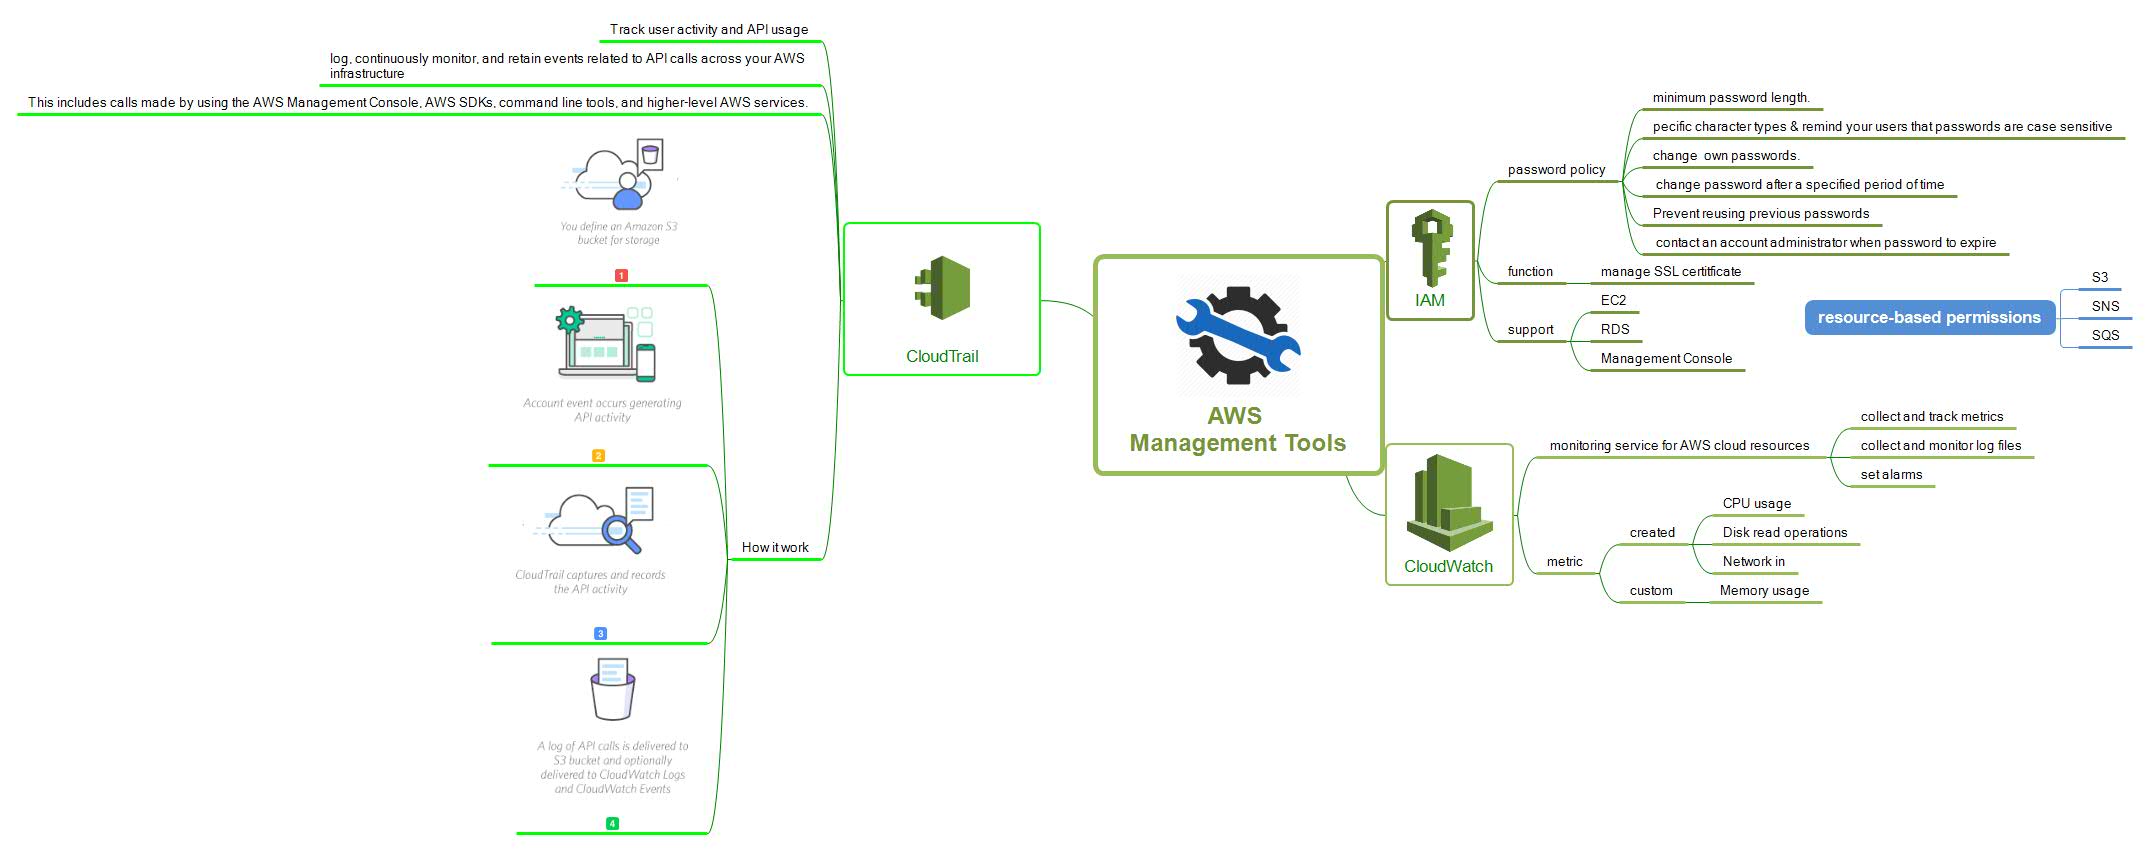 Track user activity and API usage
log, continuously monitor, and retain events related to API calls across your AWS
infrastructure
This includes calls made by using the AWS Management Console, AWS SDKs, command line tools, and higher-level AWS services.
You define an Amazon S3
bucket for storage
1
Account event occurs generating
API activity
2
CloudTrail captures and records
the API activity
3
A log of API calls is delivered to
S3 bucket and optionally
delivered to CloudWatch Logs
and CloudWatch Events
4
How it work
CloudTrail
AWS
Management Tools
IAM
password policy
minimum password length.
pecific character types & remind your users that passwords are case sensitive
change  own passwords.
change password after a specified period of time
Prevent reusing previous passwords
contact an account administrator when password to expire
function
manage SSL certitficate
support
EC2
RDS
Management Console
resource-based permissions
S3
SNS
SQS
CloudWatch
monitoring service for AWS cloud resources
collect and track metrics
collect and monitor log files
set alarms
metric
created
CPU usage
Disk read operations
Network in
custom
Memory usage